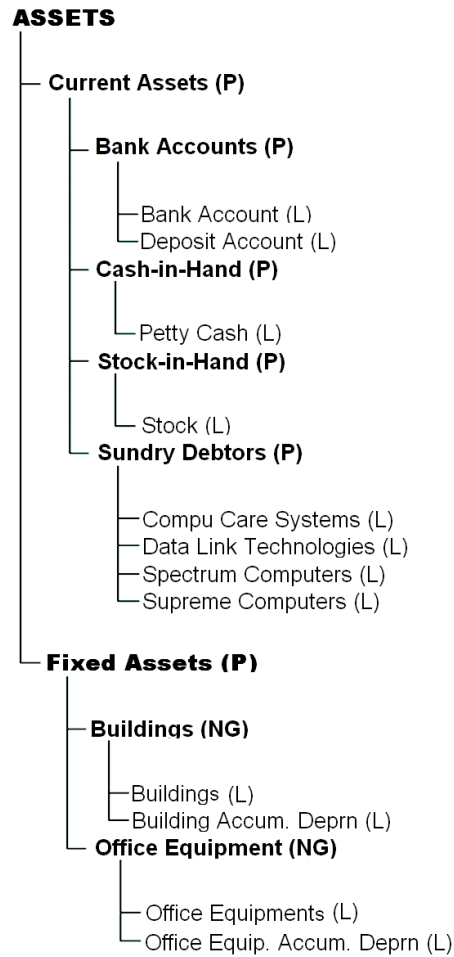 ASSETS
Current Assets (P)
Bank Accounts (P)
Bank Account (L)
Deposit Account (L)
Cash-in-Hand (P)
Petty Cash (L)
Stock-in-Hand (P)
Stock (L)
Sundry Debtors (P)
Compu Care Systems (L)
Data Link Technologies (L)
Spectrum Computers (L)
Supreme Computers (L)
Fixed Assets (P)
Buildings (NG)
Buildings (L)
Building Accum. Deprn (L)
Office Equipment (NG)
Office Equipments (L)
Office Equip. Accum. Deprn (L)